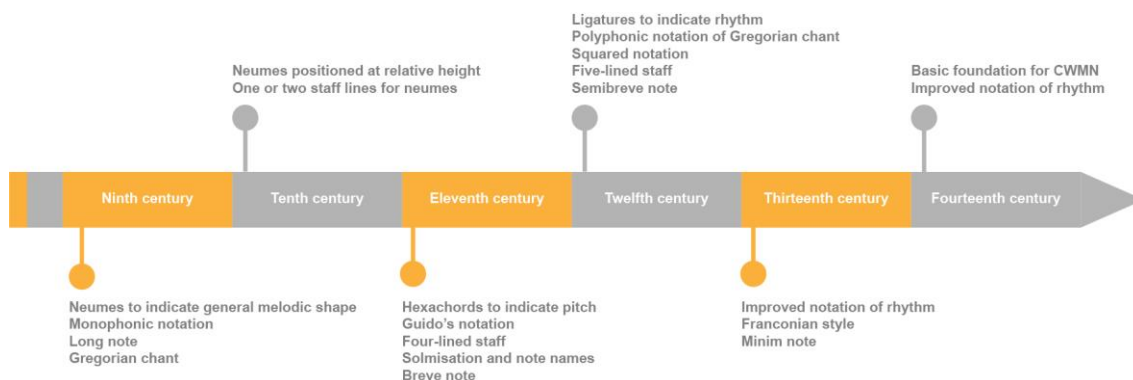 Ligatures to indicate rhythm
Polyphonic notation of Gregorian chant
Squared notation
Five-lined staff
Semibreve note
Neumes positioned at relative height
One or two staff lines for neumes
Basic foundation for CWMN
Improved notation of rhythm
Ninth century
Tenth century
Eleventh century
Twelfth century
Thirteenth century
Fourteenth century
Neumes to indicate general melodic shape
Monophonic notation
Long note
Gregorian chant
Hexachords to indicate pitch
Guido's notation
Four-lined staff
Solmisation and note names
Breve note
Improved notation of rhythm
Franconian style
Minim note